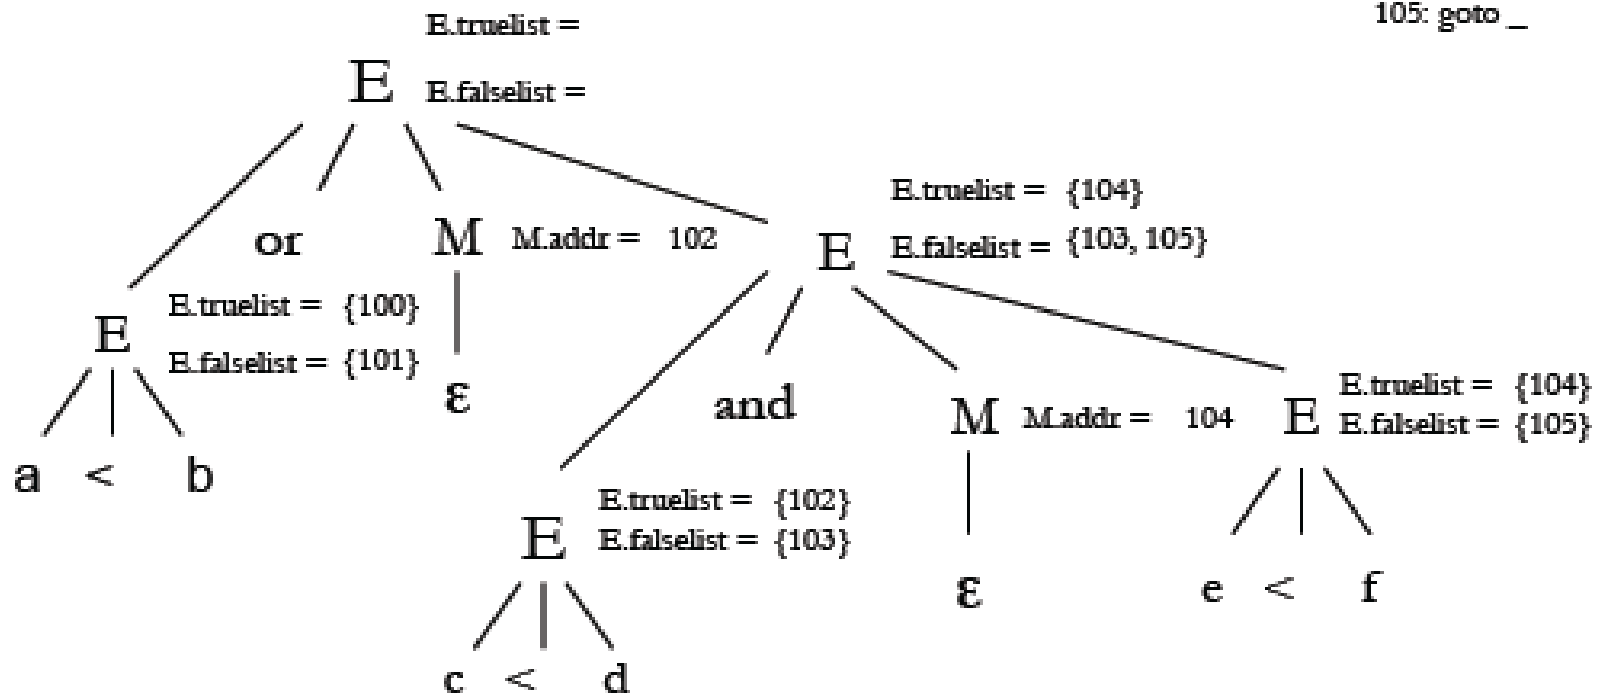 E.truelist =
105: goto _
E
E.falselist =
or
M M.addr = 102
E.truelist = {104}
E
E.falselist = {103, 105}
E.truelist = {100}
E
E.falselist = {101}
ε
and
M M.addr = 104
E
E.truelist = {104}
E.falselist = {105}
a < b
E.truelist = {102}
E
E.falselist = {103}
ε
e < f
c < d